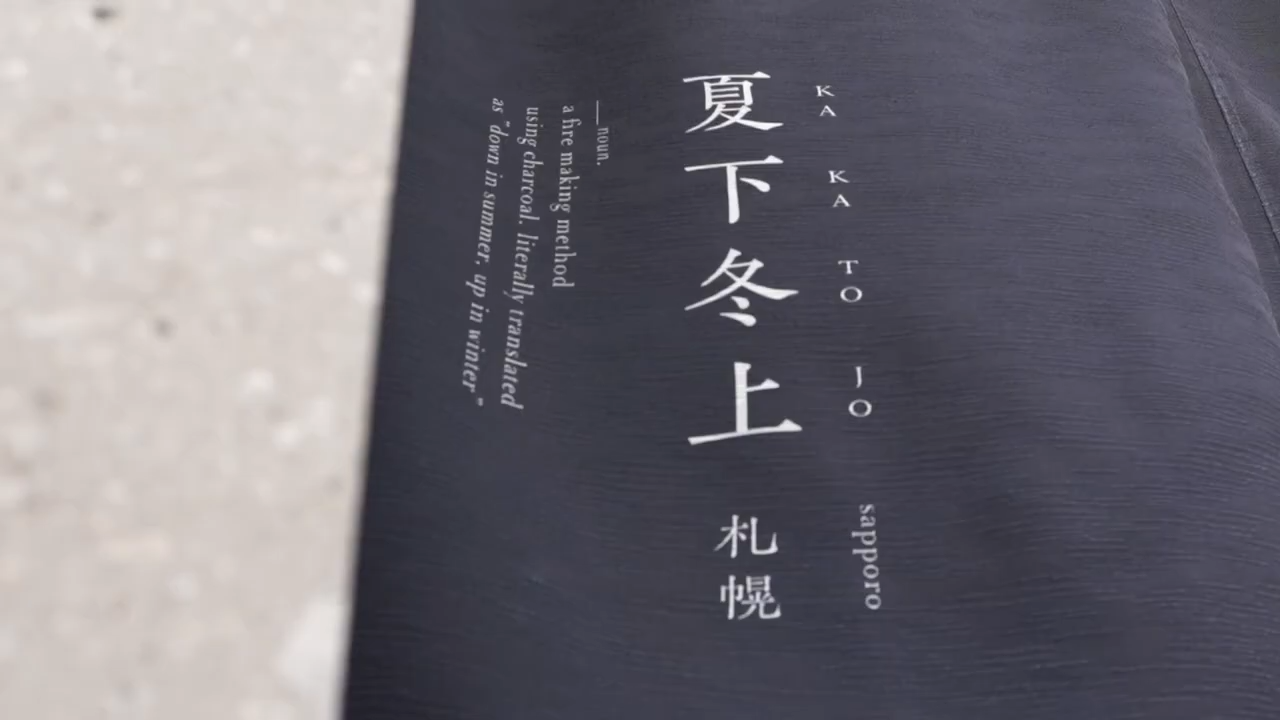 KA KA TO JO sapporo
夏下冬上 札幌
__noun.
a fire making method
using charcoal. literally translated
as "down in summer, up in winter"